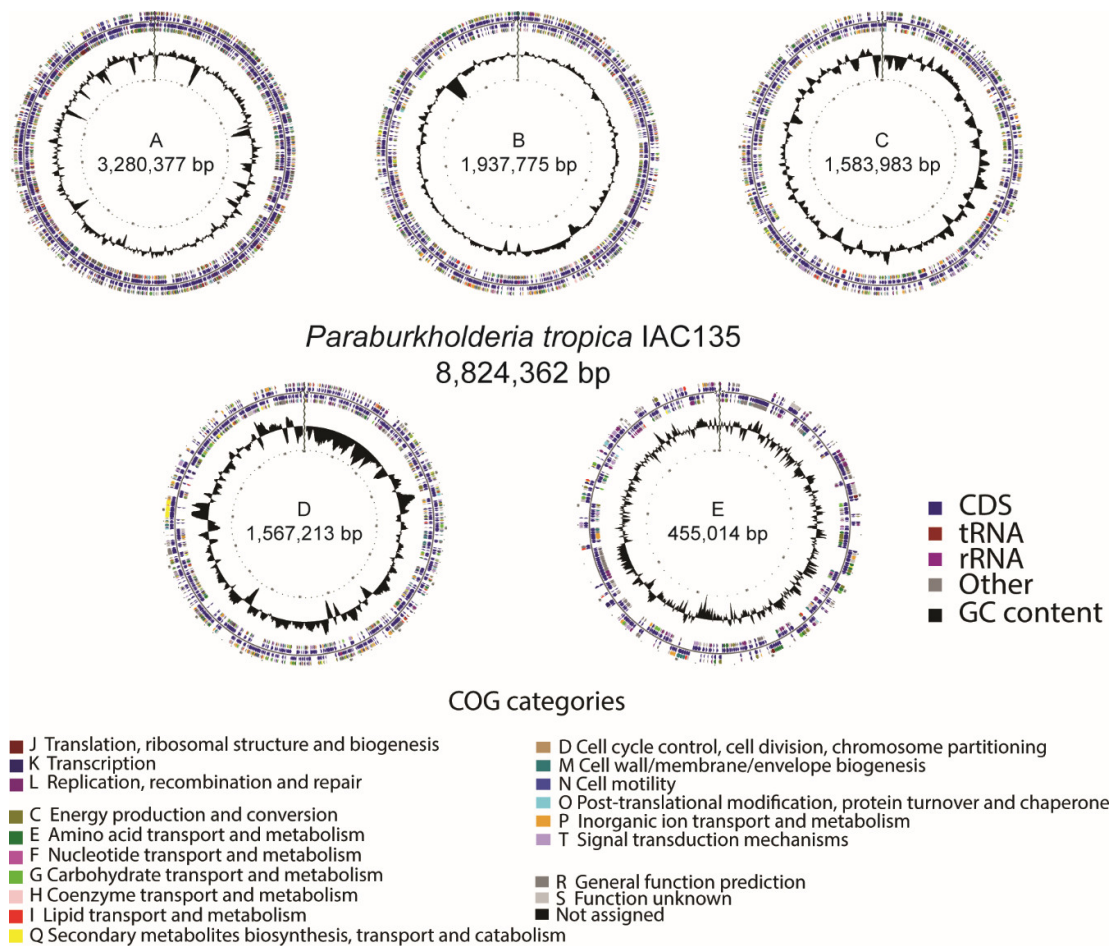 A
3,280,377 bp
B
1,937,775 bp
C
1,583,983 bp
Paraburkholderia tropica IAC135
8,824,362 bp
D
1,567,213 bp
E
455,014 bp
CDS
tRNA
rRNA
Other
GC content
COG categories
J Translation, ribosomal structure and biogenesis
K Transcription
L Replication, recombination and repair
C Energy production and conversion
E Amino acid transport and metabolism
F Nucleotide transport and metabolism
G Carbohydrate transport and metabolism
H Coenzyme transport and metabolism
I Lipid transport and metabolism
Q Secondary metabolites biosynthesis, transport and catabolism
D Cell cycle control, cell division, chromosome partitioning
M Cell wall/membrane/envelope biogenesis
N Cell motility
O Post-translational modification, protein turnover and chaperone
P Inorganic ion transport and metabolism
T Signal transduction mechanisms
R General function prediction
S Function unknown
Not assigned